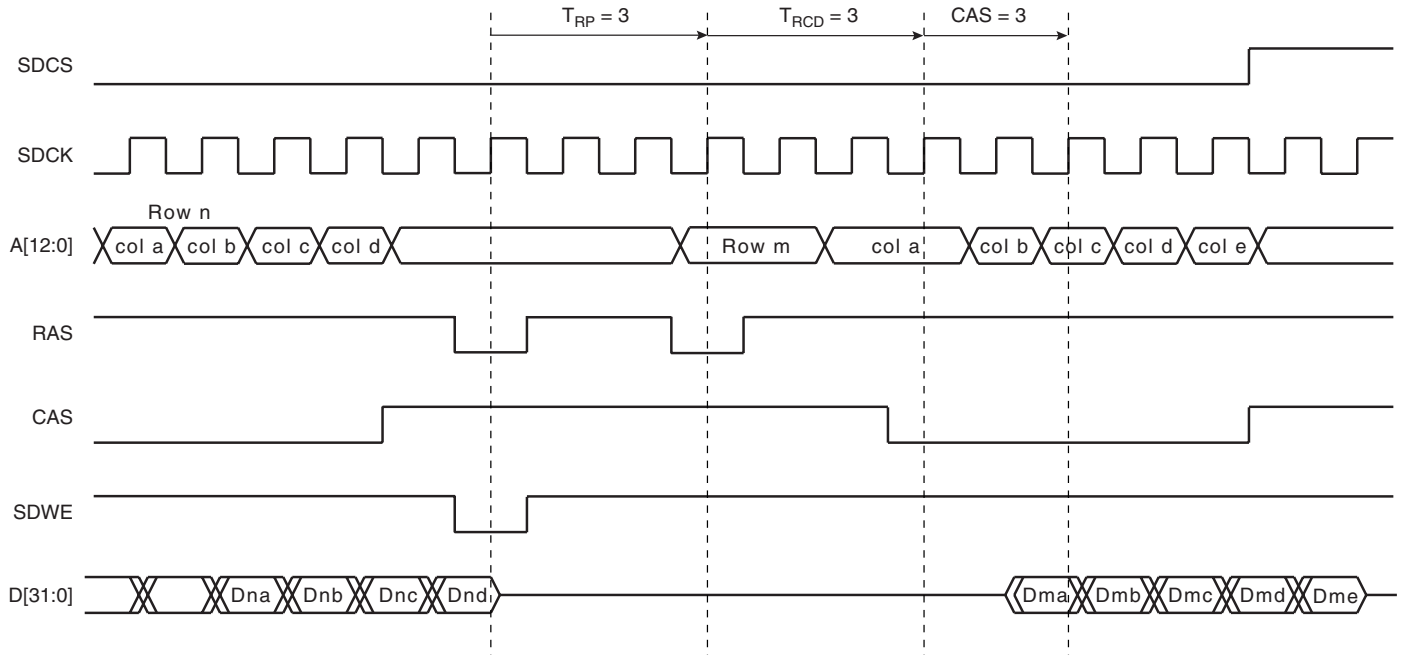 T_RP = 3 T_RCD = 3 CAS = 3
SDCS
SDCK
Row n
A[12:0] col a col b col c col d Row m col a col b col c col d col e
RAS
CAS
SDWE
D[31:0] Dna Dnb Dnc Dnd Dma Dmb Dmc Dmd Dme